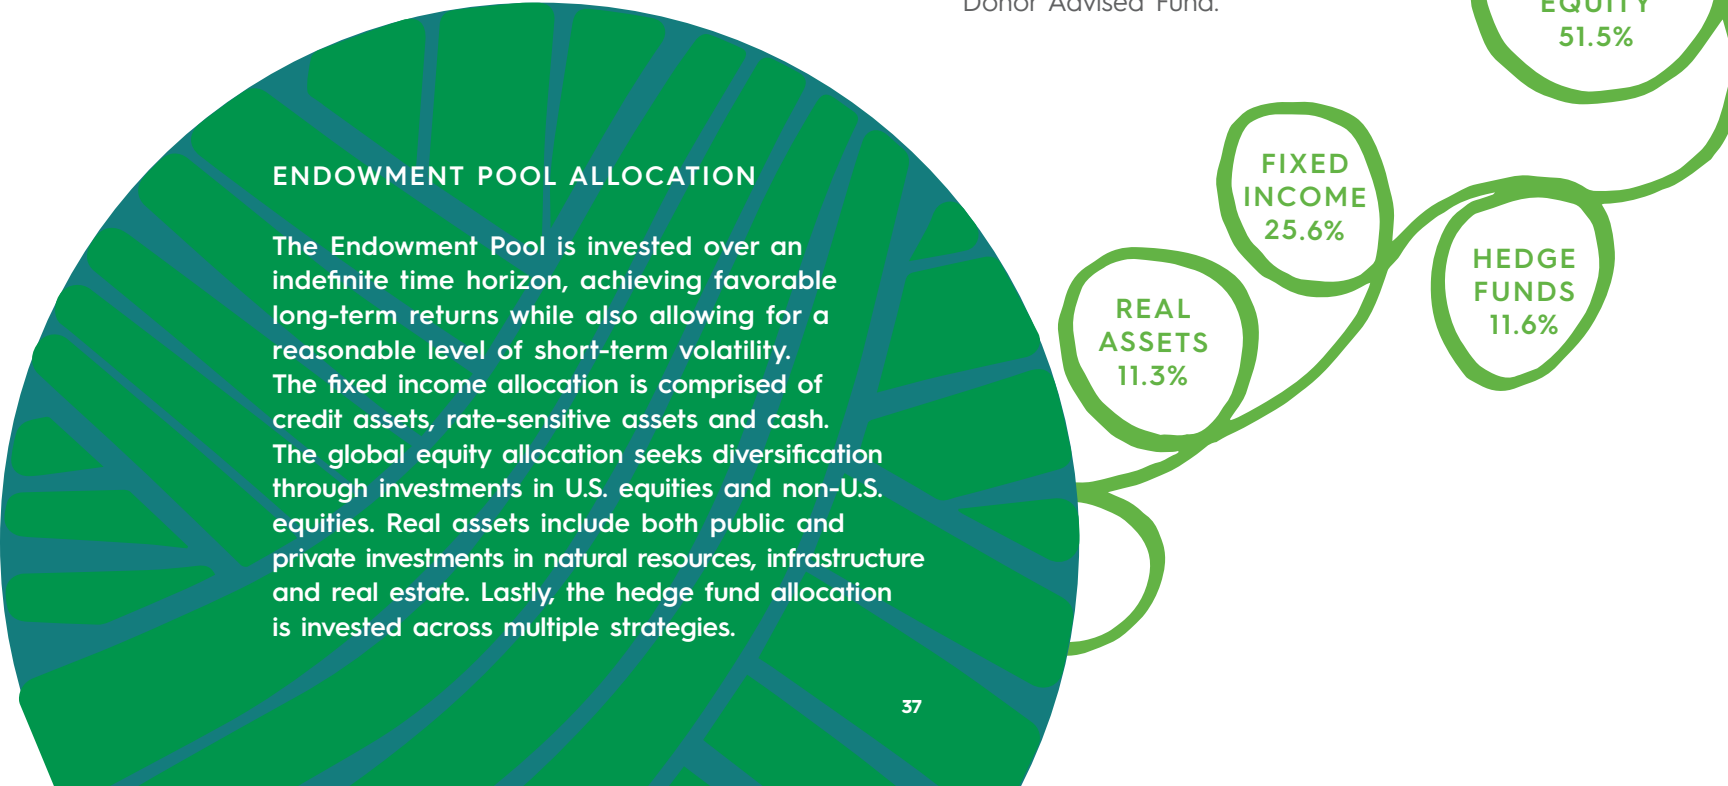 Donor Advised Fund.
EQUITY
51.5%
FIXED
INCOME
25.6%
HEDGE
FUNDS
11.6%
REAL
ASSETS
11.3%
ENDOWMENT POOL ALLOCATION
The Endowment Pool is invested over an
indefinite time horizon, achieving favorable
long-term returns while also allowing for a
reasonable level of short-term volatility.
The fixed income allocation is comprised of
credit assets, rate-sensitive assets and cash.
The global equity allocation seeks diversification
through investments in U.S. equities and non-U.S.
equities. Real assets include both public and
private investments in natural resources, infrastructure
and real estate. Lastly, the hedge fund allocation
is invested across multiple strategies.
37